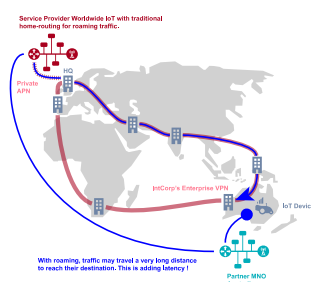 Service Provider Worldwide IoT with traditional
home-routing for roaming traffic.
HQ
Private
APN
IntCorp's Enterprise VPN
IoT Devic
With roaming, traffic may travel a very long distance
to reach their destination. This is adding latency !
Partner MNO